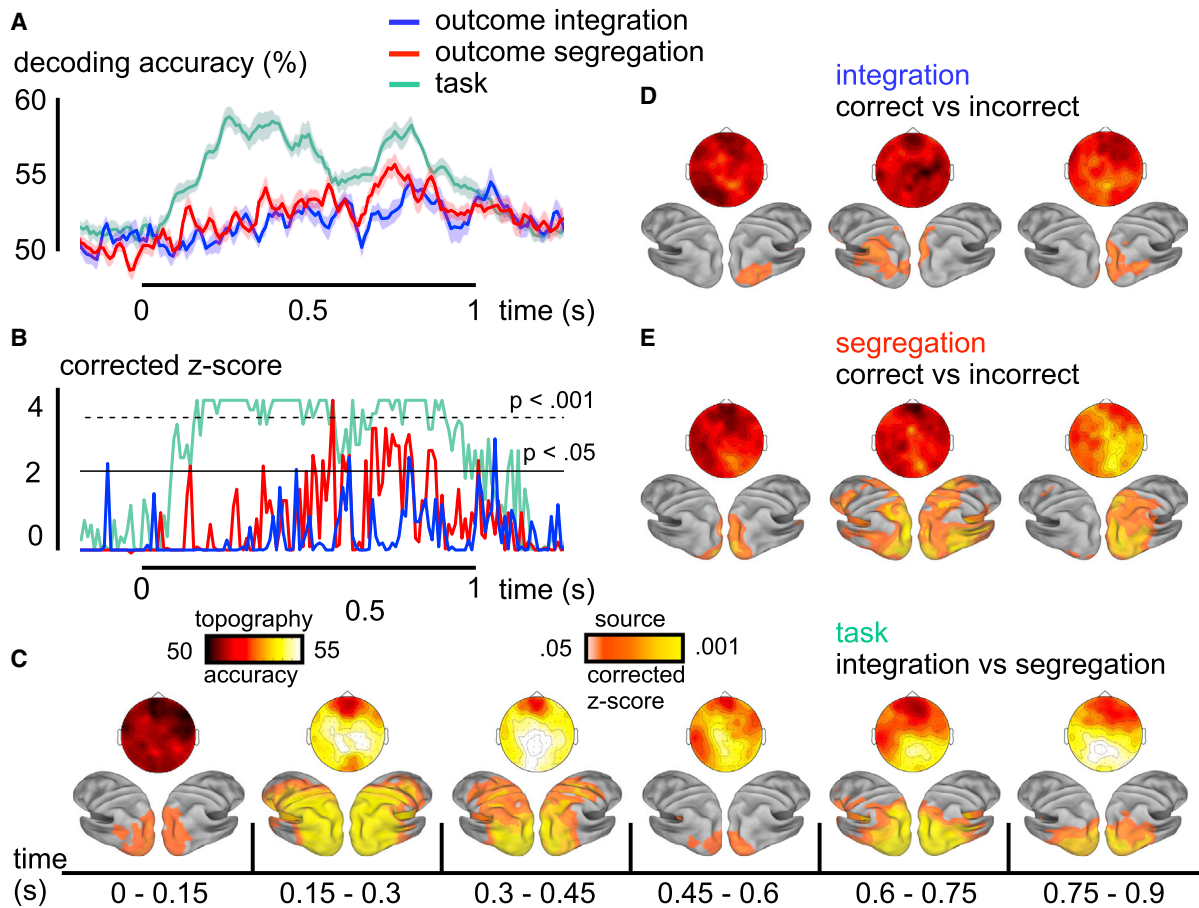 A
outcome integration
outcome segregation
task
decoding accuracy (%)
60
55
50
0 0.5 1 time (s)
B
corrected z-score
4
2
0
p < .001
p < .05
0 0.5 1 time (s)
topography
50 55
accuracy
source
.05 .001
corrected
z-score
C
task
integration vs segregation
time
(s)
0 - 0.15 0.15 - 0.3 0.3 - 0.45 0.45 - 0.6 0.6 - 0.75 0.75 - 0.9
D
integration
correct vs incorrect
E
segregation
correct vs incorrect